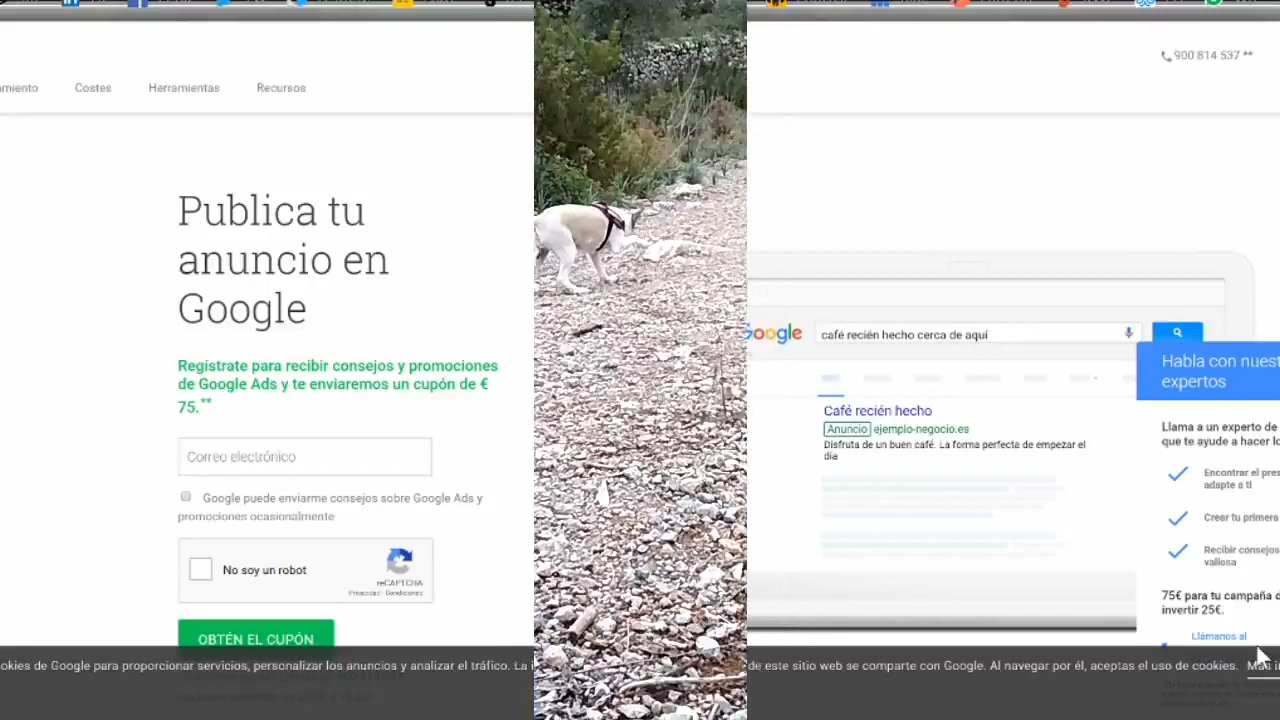 900 814 537 **
Costes
Herramientas
Recursos
Publica tu
anuncio en
Google
Regístrate para recibir consejos y promociones
de Google Ads y te enviaremos un cupón de €
75.**
Correo electrónico
Google puede enviarme consejos sobre Google Ads y
promociones ocasionalmente
No soy un robot
reCAPTCHA
Privacidad - Condiciones
OBTÉN EL CUPÓN
Google
café recién hecho cerca de aquí
Café recién hecho
Anuncio ejemplo-negocio.es
Disfruta de un buen café. La forma perfecta de empezar el
día
Habla con
expertos
Llama a un experto de
que te ayude a hacer
Encontrar el
adapte a ti
Crear tu primera
Recibir consejos
valiosa
75€ para tu campaña
invertir 25€.
Llámanos al
de Google para proporcionar servicios, personalizar los anuncios y analizar el tráfico. La
de este sitio web se comparte con Google. Al navegar por él, aceptas el uso de cookies.